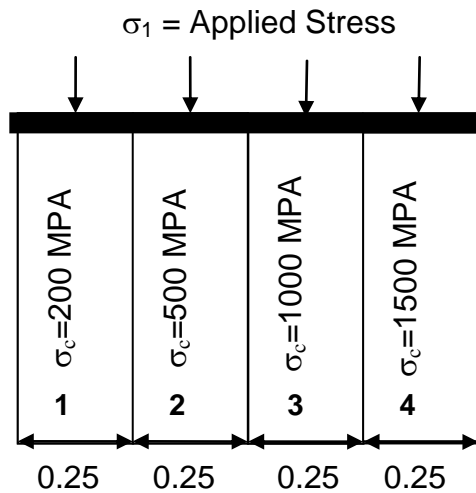 σ₁ = Applied Stress
σc=200 MPA
σc=500 MPA
σc=1000 MPA
σc=1500 MPA
1 2 3 4
0.25 0.25 0.25 0.25